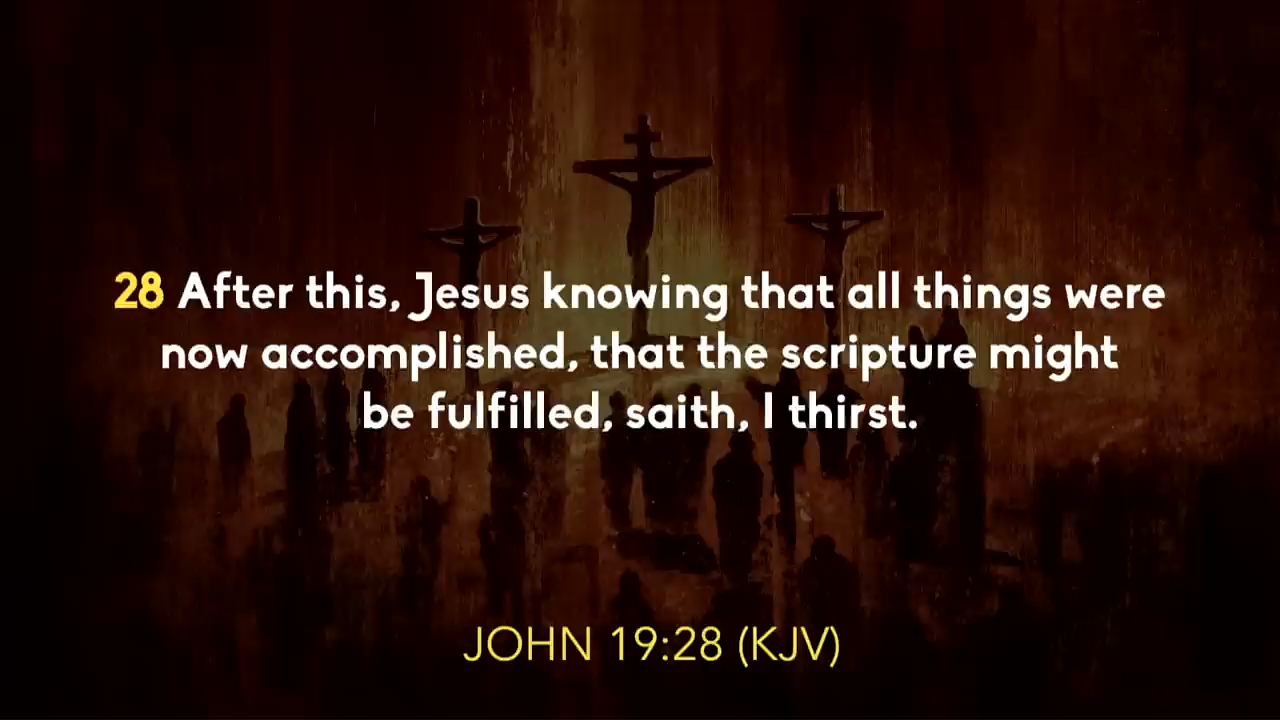 28 After this, Jesus knowing that all things were
now accomplished, that the scripture might
be fulfilled, saith, I thirst.
JOHN 19:28 (KJV)